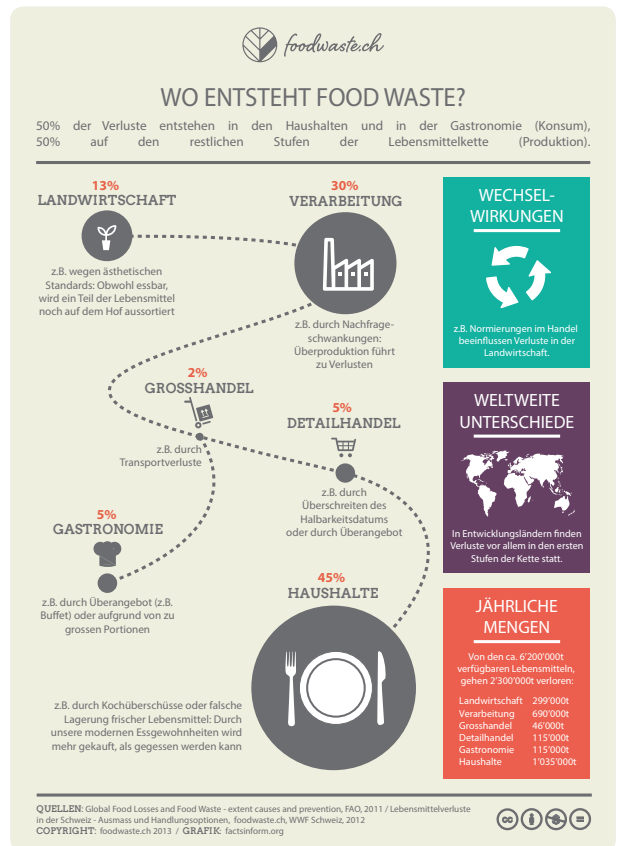 foodwaste.ch
WO ENTSTEHT FOOD WASTE?
50% der Verluste entstehen in den Haushalten und in der Gastronomie (Konsum),
50% auf den restlichen Stufen der Lebensmittelkette (Produktion).
13%
LANDWIRTSCHAFT
z.B. wegen ästhetischen
Standards: Obwohl essbar,
wird ein Teil der Lebensmittel
noch auf dem Hof aussortiert
30%
VERARBEITUNG
z.B. durch Nachfrage-
schwankungen:
Überproduktion führt
zu Verlusten
2%
GROSSHANDEL
z.B. durch
Transportverluste
5%
DETAILHANDEL
z.B. durch
Überschreiten des
Halbarkeitsdatums
oder durch Überangebot
5%
GASTRONOMIE
z.B. durch Überangebot (z.B.
Buffet) oder aufgrund von zu
grossen Portionen
45%
HAUSHALTE
z.B. durch Kochüberschüsse oder falsche
Lagerung frischer Lebensmittel: Durch
unsere modernen Essgewohnheiten wird
mehr gekauft, als gegessen werden kann
WECHSEL-
WIRKUNGEN
z.B. Normierungen im Handel
beeinflussen Verluste in der
Landwirtschaft.
WELTWEITE
UNTERSCHIEDE
In Entwicklungsländern finden
Verluste vor allem in den ersten
Stufen der Kette statt.
JÄHRLICHE
MENGEN
Von den ca. 6'200'000t
verfügbaren Lebensmitteln,
gehen 2'300'000t verloren:
Landwirtschaft 299'000t
Verarbeitung 690'000t
Grosshandel 46'000t
Detailhandel 115'000t
Gastronomie 115'000t
Haushalte 1'035'000t
QUELLEN: Global Food Losses and Food Waste - extent causes and prevention, FAO, 2011 / Lebensmittelverluste
in der Schweiz - Ausmass und Handlungsoptionen, foodwaste.ch, WWF Schweiz, 2012
COPYRIGHT: foodwaste.ch 2013 / GRAFIK: factsinform.org
cc